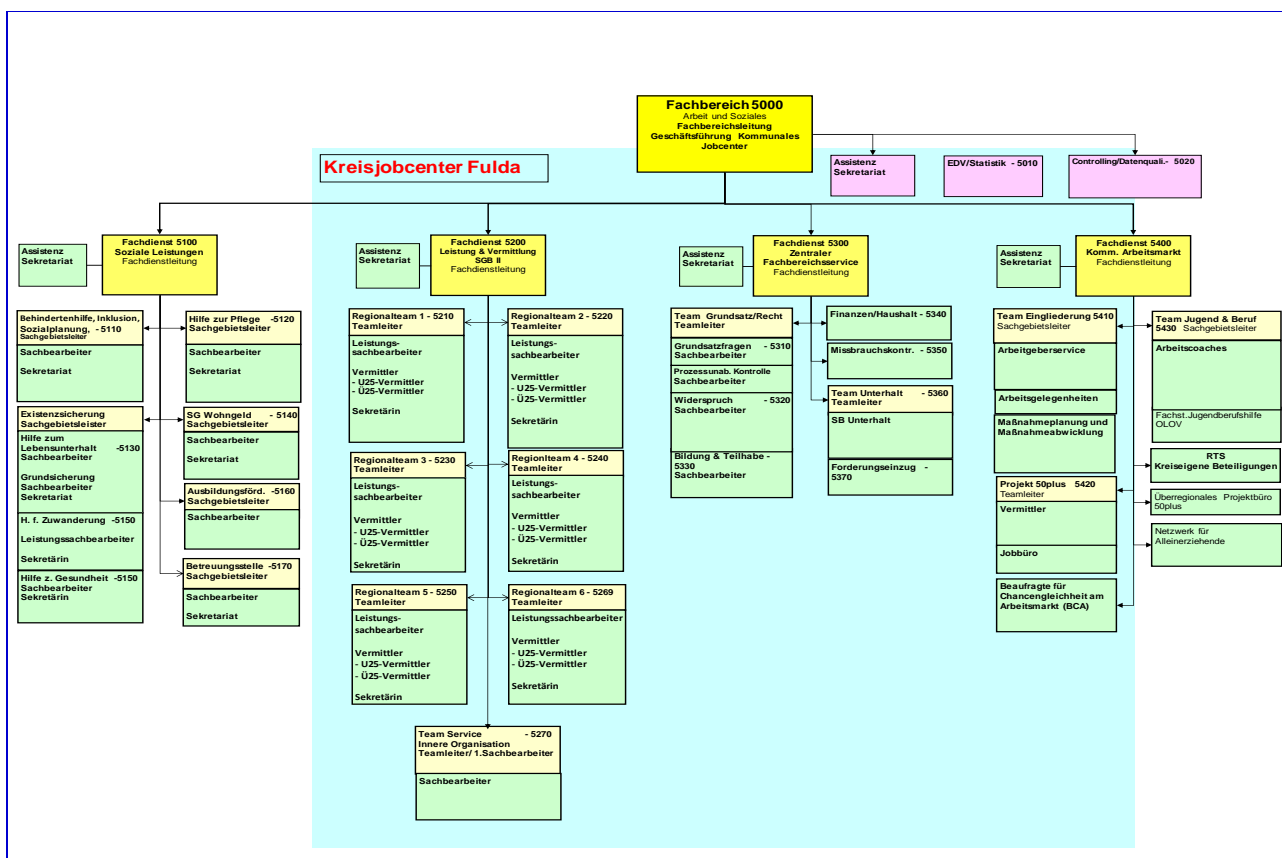 Fachbereich 5000
Arbeit und Soziales
Fachbereichsleitung
Geschäftsführung Kommunales
Jobcenter
Kreisjobcenter Fulda
Assistenz
Sekretariat
EDV/Statistik - 5010
Controlling/Datenquali.- 5020
Assistenz
Sekretariat
Fachdienst 5100
Soziale Leistungen
Fachdienstleitung
Assistenz
Sekretariat
Fachdienst 5200
Leistung & Vermittlung
SGB II
Fachdienstleitung
Assistenz
Sekretariat
Fachdienst 5300
Zentraler
Fachbereichsservice
Fachdienstleitung
Assistenz
Sekretariat
Fachdienst 5400
Komm. Arbeitsmarkt
Fachdienstleitung
Behindertenhilfe, Inklusion,
Sozialplanung, - 5110
Sachgebietsleiter
Sachbearbeiter
Sekretariat
Hilfe zur Pflege -5120
Sachgebietsleiter
Sachbearbeiter
Sekretariat
Existenzsicherung
Sachgebietsleister
Hilfe zum
Lebensunterhalt -5130
Sachbearbeiter
Grundsicherung
Sachbearbeiter
Sekretariat
H. f. Zuwanderung -5150
Leistungssachbearbeiter
Sekretärin
Hilfe z. Gesundheit -5150
Sachbearbeiter
Sekretärin
SG Wohngeld - 5140
Sachgebietsleiter
Sachbearbeiter
Sekretariat
Ausbildungsförd. -5160
Sachgebietsleiter
Sachbearbeiter
Betreuungsstelle -5170
Sachgebietsleiter
Sachbearbeiter
Sekretariat
Regionalteam 1 - 5210
Teamleiter
Leistungs-
sachbearbeiter
Vermittler
- U25-Vermittler
- Ü25-Vermittler
Sekretärin
Regionalteam 2 - 5220
Teamleiter
Leistungs-
sachbearbeiter
Vermittler
- U25-Vermittler
- Ü25-Vermittler
Sekretärin
Regionalteam 3 - 5230
Teamleiter
Leistungs-
sachbearbeiter
Vermittler
- U25-Vermittler
- Ü25-Vermittler
Sekretärin
Regionlteam 4 - 5240
Teamleiter
Leistungs-
sachbearbeiter
Vermittler
- U25-Vermittler
- Ü25-Vermittler
Sekretärin
Regionalteam 5 - 5250
Teamleiter
Leistungs-
sachbearbeiter
Vermittler
- U25-Vermittler
- Ü25-Vermittler
Sekretärin
Regionalteam 6 - 5269
Teamleiter
Leistungssachbearbeiter
Vermittler
- U25-Vermittler
- Ü25-Vermittler
Sekretärin
Team Service - 5270
Innere Organisation
Teamleiter/ 1.Sachbearbeiter
Sachbearbeiter
Team Grundsatz/Recht
Teamleiter
Grundsatzfragen - 5310
Sachbearbeiter
Prozessunab. Kontrolle
Sachbearbeiter
Widerspruch - 5320
Sachbearbeiter
Bildung & Teilhabe -
5330
Sachbearbeiter
Finanzen/Haushalt - 5340
Missbrauchskontr. - 5350
Team Unterhalt - 5360
Teamleiter
SB Unterhalt
Forderungseinzug -
5370
Team Eingliederung 5410
Sachgebietsleiter
Arbeitgeberservice
Arbeitsgelegenheiten
Maßnahmeplanung und
Maßnahmeabwicklung
Projekt 50plus 5420
Teamleiter
Vermittler
Jobbüro
Beaufragte für
Chancengleichheit am
Arbeitsmarkt (BCA)
Team Jugend & Beruf
5430 Sachgebietsleiter
Arbeitscoaches
Fachst.Jugendberufshilfe
OLOV
RTS
Kreiseigene Beteiligungen
Überregionales Projektbüro
50plus
Netzwerk für
Alleinerziehende